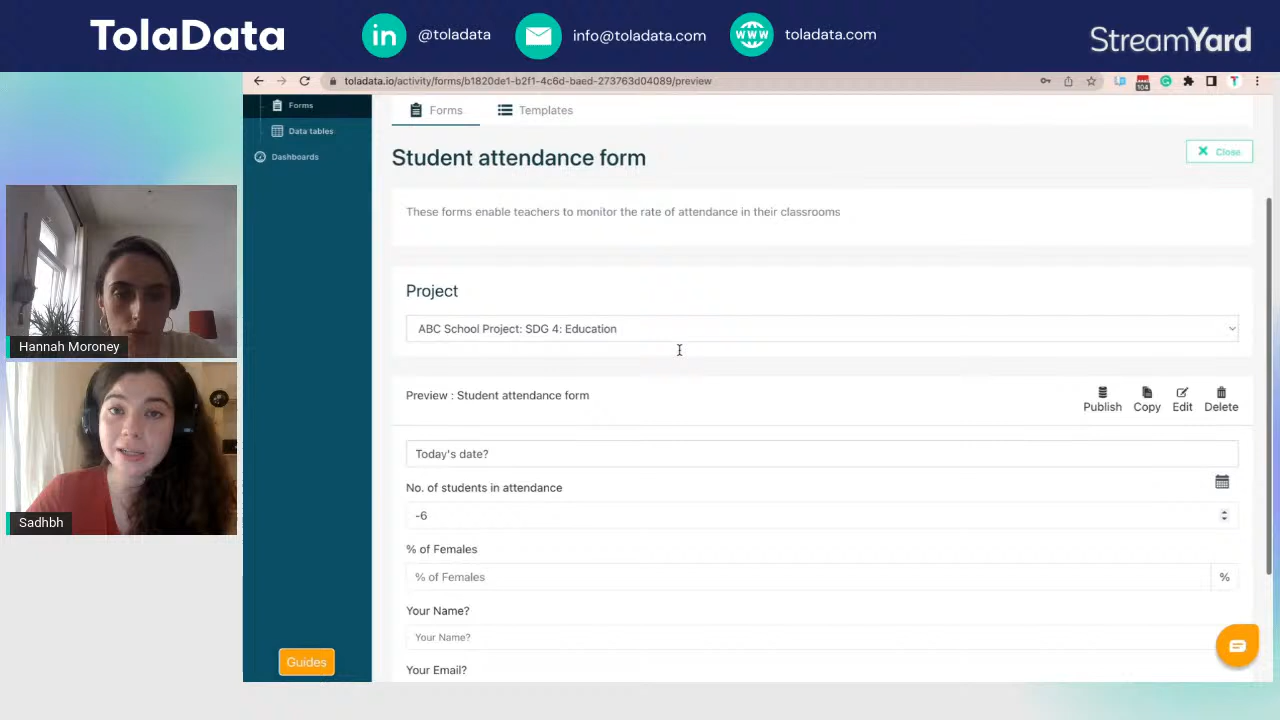 TolaData
in @toladata
info@toladata.com
www toladata.com
StreamYard
toladata.io/activity/forms/b1820de1-b2f1-4c6d-baed-273763d04089/preview
104
T
Forms
Data tables
Dashboards
Forms
Templates
Student attendance form
Close
These forms enable teachers to monitor the rate of attendance in their classrooms
Project
ABC School Project: SDG 4: Education
Preview : Student attendance form
Publish
Copy
Edit
Delete
Today's date?
No. of students in attendance
-6
% of Females
% of Females
%
Your Name?
Your Name?
Your Email?
Guides
Hannah Moroney
Sadhbh